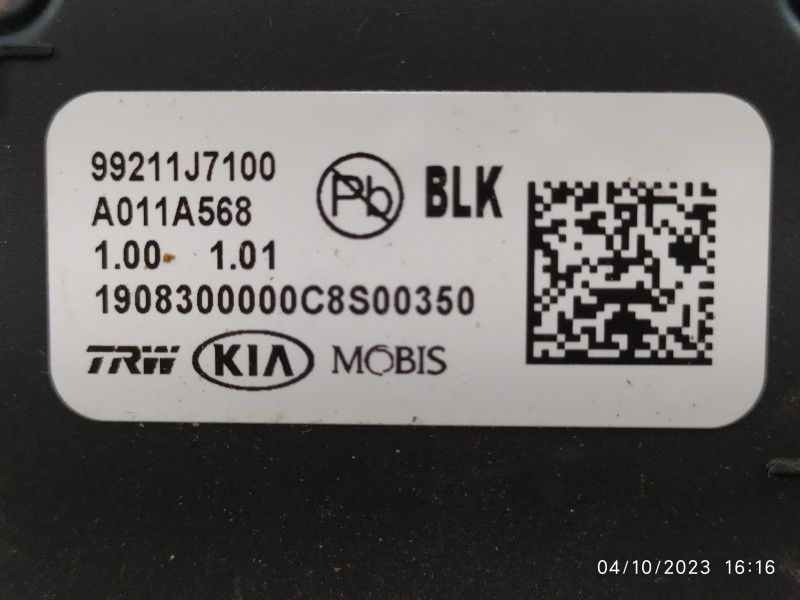 99211J7100
A011A568
Pb BLK
1.00 1.01
1908300000C8S00350
TRW KIA MOBIS
04/10/2023 16:16